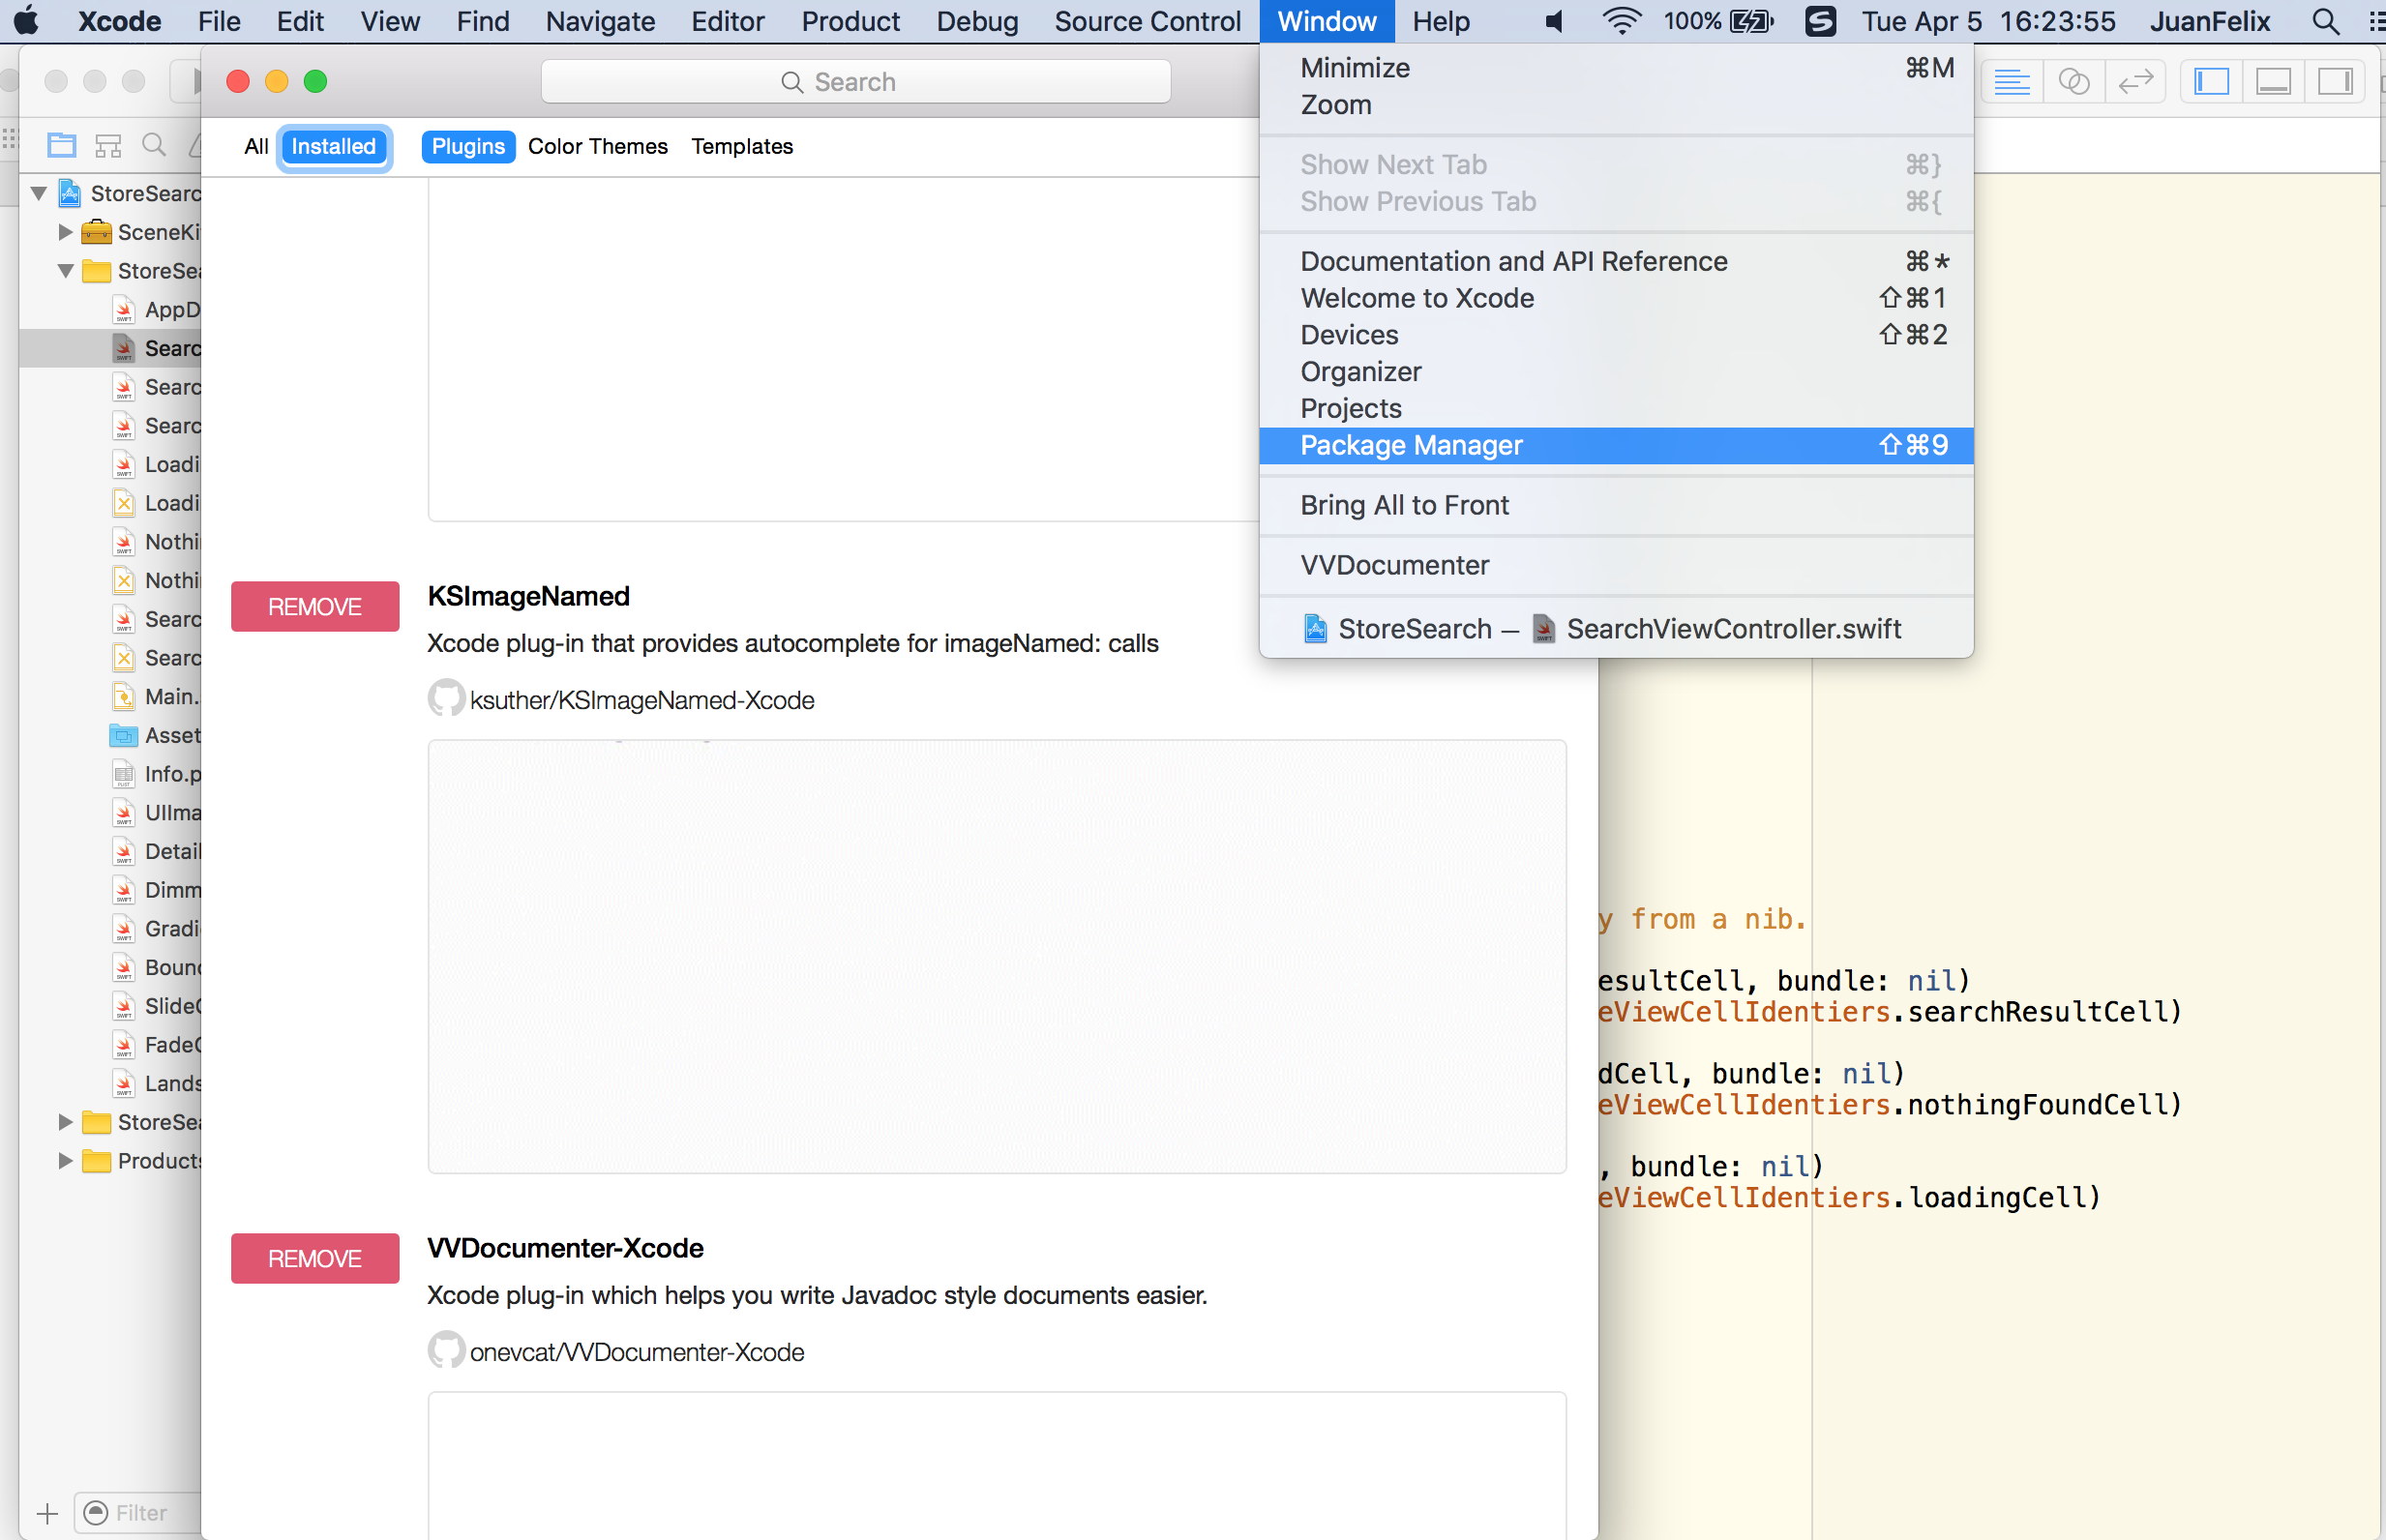 Xcode File Edit View Find Navigate Editor Product Debug Source Control Window Help 100% Tue Apr 5 16:23:55 JuanFelix
Search
All Installed Plugins Color Themes Templates
Minimize ⌘M
Zoom
Show Next Tab ⌘}
Show Previous Tab ⌘{
Documentation and API Reference ⌘*
Welcome to Xcode ⇧⌘1
Devices ⇧⌘2
Organizer
Projects
Package Manager ⇧⌘9
Bring All to Front
VVDocumenter
StoreSearch — SearchViewController.swift
StoreSearc
SceneKi
StoreSea
AppD
Searc
Searc
Searc
Loadi
Loadi
Nothi
Nothi
Searc
Searc
Main.
Asset
Info.p
UIIma
Detail
Dimm
Gradi
Boun
Slide
Fade
Lands
StoreSea
Products
Filter
REMOVE
KSImageNamed
Xcode plug-in that provides autocomplete for imageNamed: calls
ksuther/KSImageNamed-Xcode
REMOVE
VVDocumenter-Xcode
Xcode plug-in which helps you write Javadoc style documents easier.
onevcat/VVDocumenter-Xcode
y from a nib.
esultCell, bundle: nil)
eViewCellIdentiers.searchResultCell)
dCell, bundle: nil)
eViewCellIdentiers.nothingFoundCell)
, bundle: nil)
eViewCellIdentiers.loadingCell)